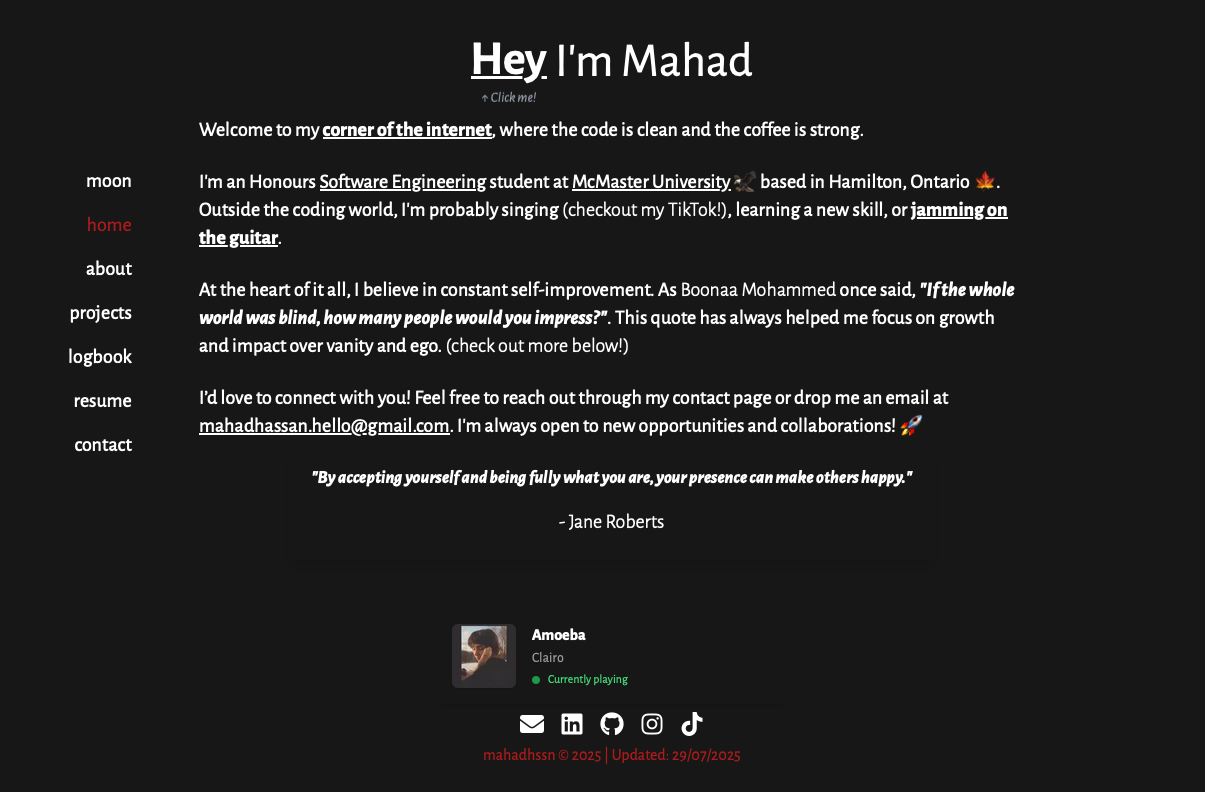 Hey I'm Mahad
↑ Click me!
Welcome to my corner of the internet, where the code is clean and the coffee is strong.
moon
home
about
projects
logbook
resume
contact
I'm an Honours Software Engineering student at McMaster University 🦅 based in Hamilton, Ontario 🍁.
Outside the coding world, I'm probably singing (checkout my TikTok!), learning a new skill, or jamming on
the guitar.
At the heart of it all, I believe in constant self-improvement. As Boonaa Mohammed once said, "If the whole
world was blind, how many people would you impress?". This quote has always helped me focus on growth
and impact over vanity and ego. (check out more below!)
I’d love to connect with you! Feel free to reach out through my contact page or drop me an email at
mahadhassan.hello@gmail.com. I'm always open to new opportunities and collaborations! 🚀
"By accepting yourself and being fully what you are, your presence can make others happy."
- Jane Roberts
Amoeba
Clairo
Currently playing
mahadhssn © 2025 | Updated: 29/07/2025